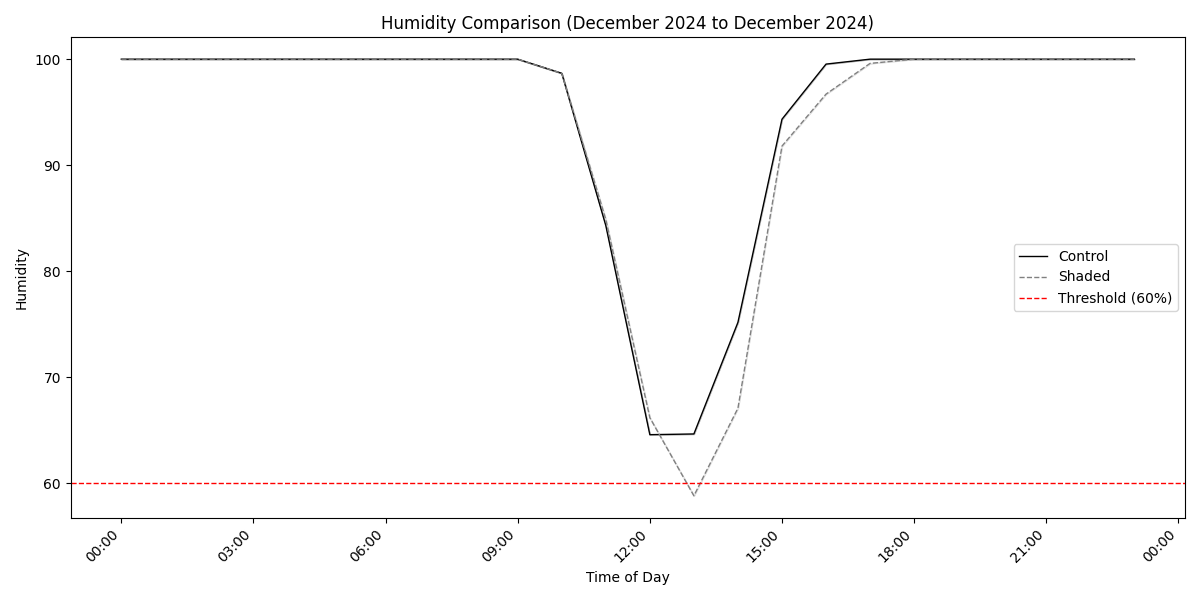 Humidity Comparison (December 2024 to December 2024)
100
90
80
70
60
Humidity
Control
Shaded
Threshold (60%)
00:00
03:00
06:00
09:00
12:00
15:00
18:00
21:00
00:00
Time of Day